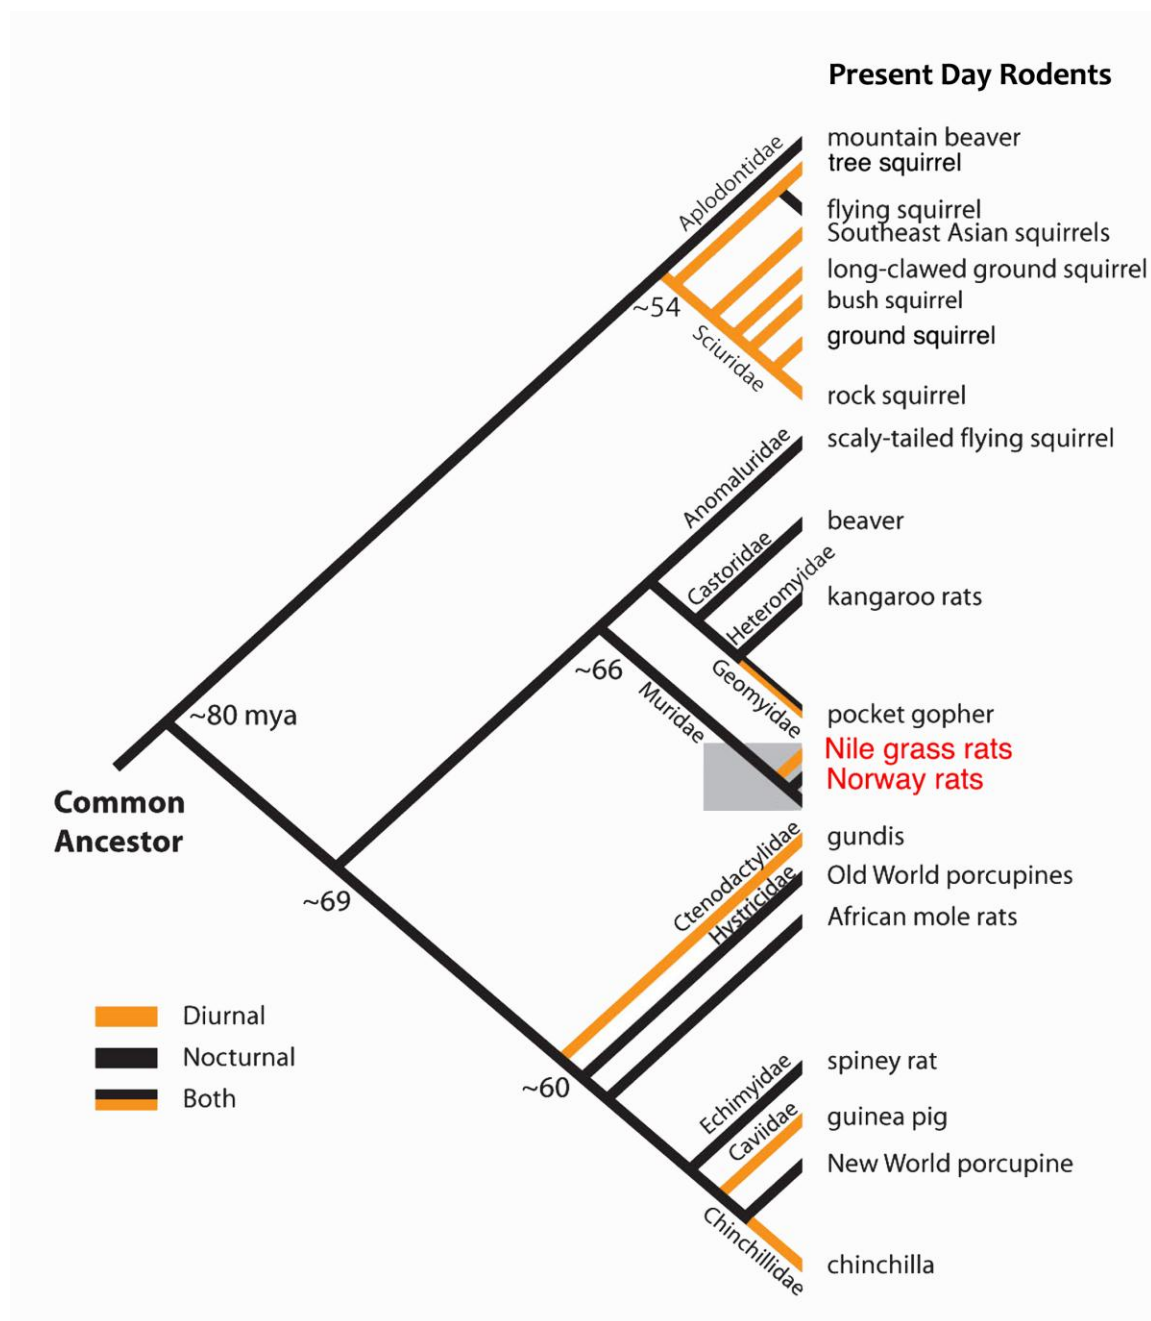 Present Day Rodents
mountain beaver
tree squirrel
Aplodontidae
flying squirrel
Southeast Asian squirrels
long-clawed ground squirrel
bush squirrel
~54
ground squirrel
Sciuridae
rock squirrel
scaly-tailed flying squirrel
Anomaluridae
beaver
Castoridae
Heteromyidae
kangaroo rats
~66
Geomyidae
Muridae
pocket gopher
~80 mya
Nile grass rats
Norway rats
Common
Ancestor
gundis
Ctenodactylidae
Old World porcupines
Hystricidae
~69
African mole rats
Diurnal
Nocturnal
Both
~60
spiney rat
Echimyidae
guinea pig
Caviidae
New World porcupine
Chinchillidae
chinchilla